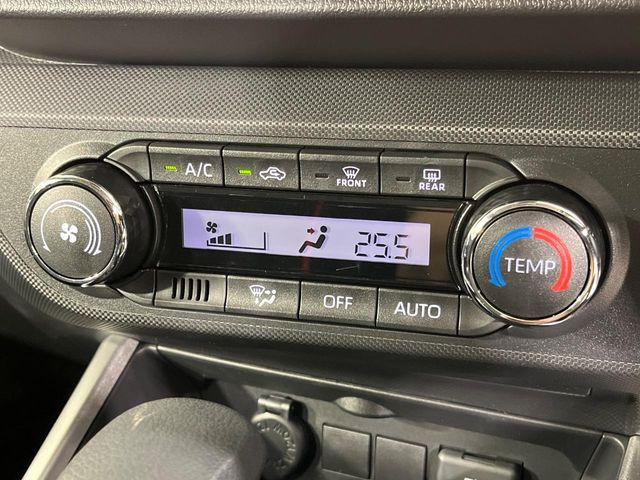 A/C
FRONT
REAR
25.5
TEMP
OFF
AUTO